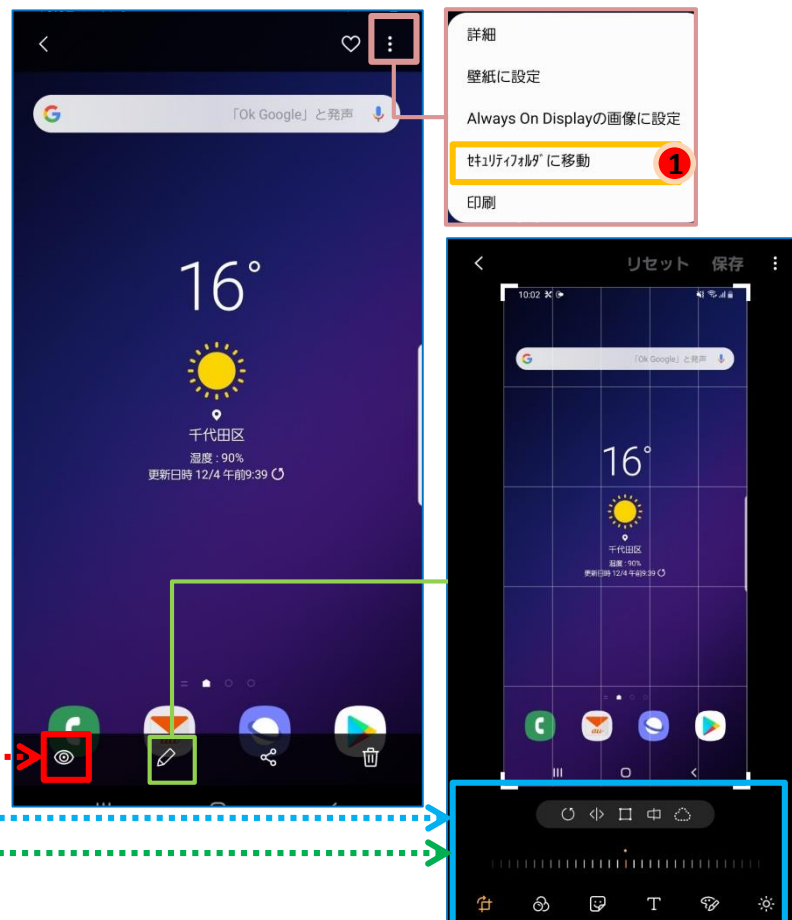 「Ok Google」と発声
16°
千代田区
湿度 : 90%
更新日時 12/4 午前9:39
au
詳細
壁紙に設定
Always On Displayの画像に設定
ｾｷｭﾘﾃｨﾌｫﾙﾀﾞに移動
1
印刷
リセット 保存
10:02
「Ok Google」と発声
16°
千代田区
湿度 : 90%
更新日時 12/4 午前9:39
au
T